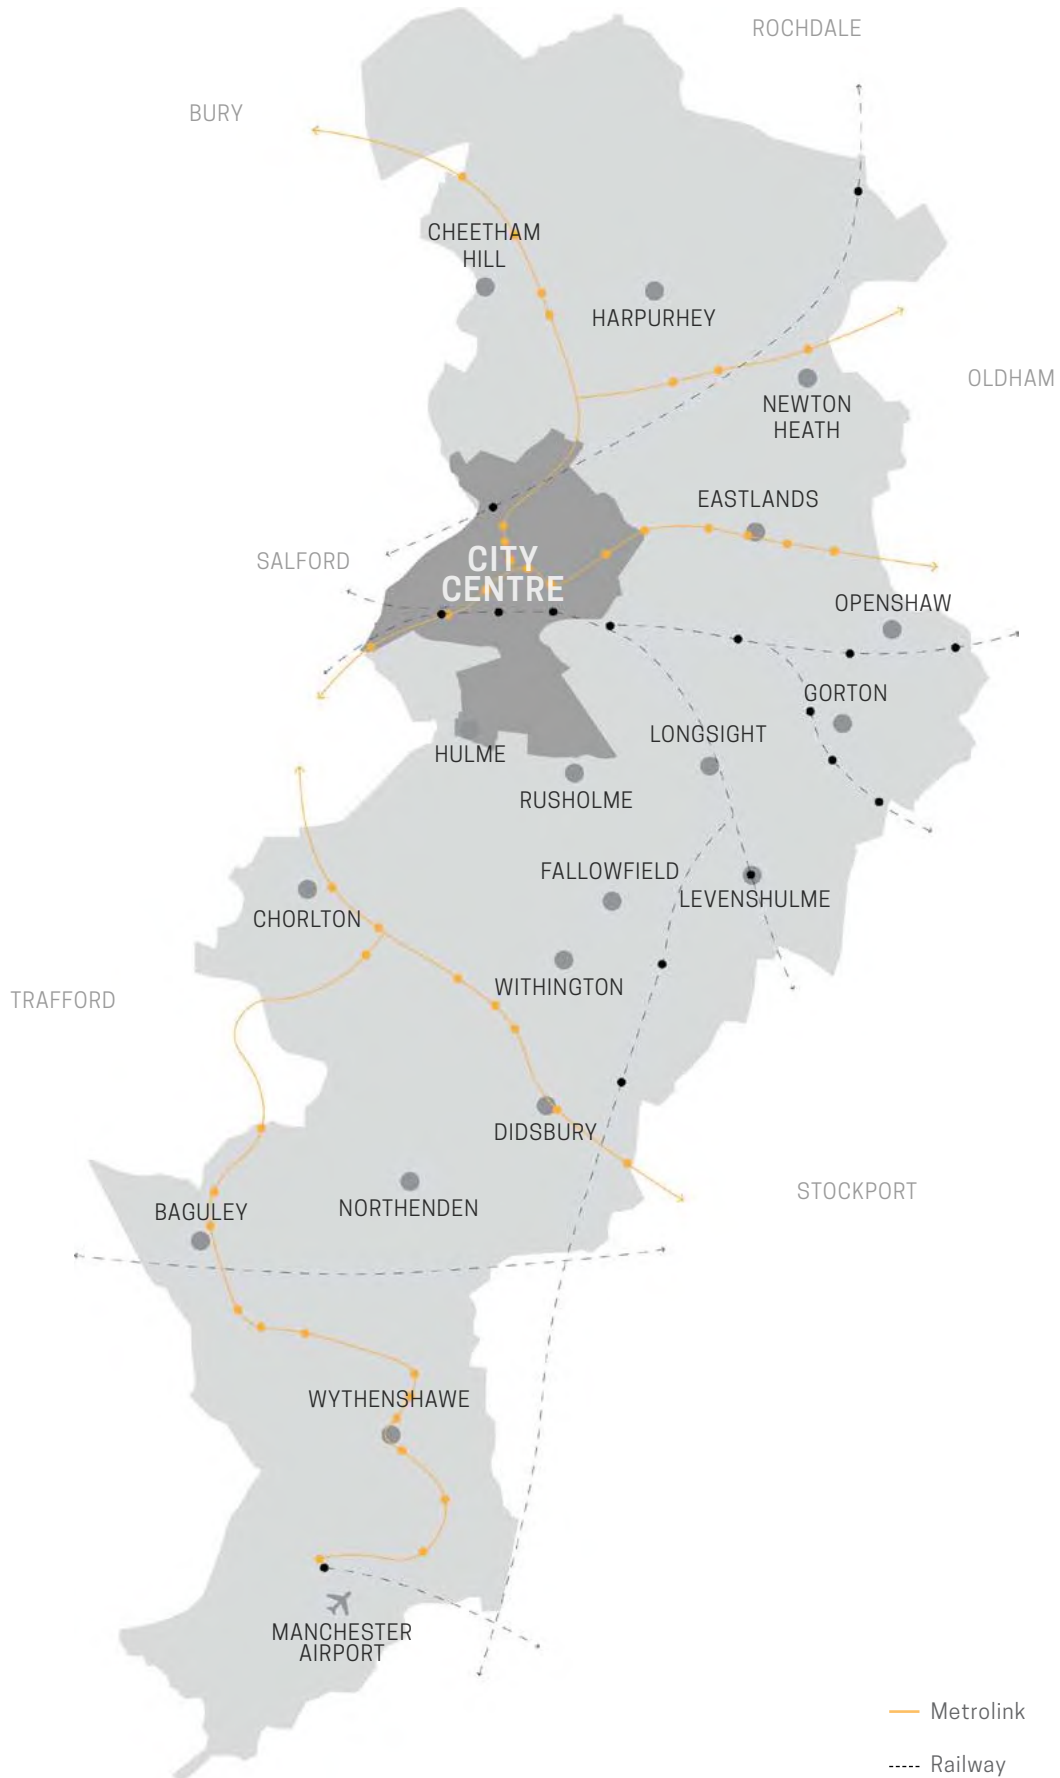 ROCHDALE
BURY
CHEETHAM
HILL
HARPURHEY
OLDHAM
NEWTON
HEATH
EASTLANDS
SALFORD
CITY
CENTRE
OPENSHAW
GORTON
LONGSIGHT
HULME
RUSHOLME
FALLOWFIELD
LEVENSHULME
CHORLTON
WITHINGTON
TRAFFORD
DIDSBURY
STOCKPORT
NORTHENDEN
BAGULEY
WYTHENSHAWE
MANCHESTER
AIRPORT
Metrolink
Railway